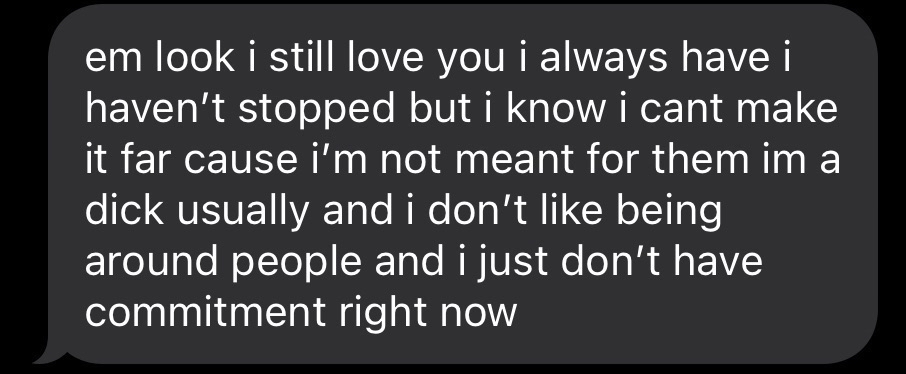 em look i still love you i always have i
haven’t stopped but i know i cant make
it far cause i’m not meant for them im a
dick usually and i don’t like being
around people and i just don’t have
commitment right now